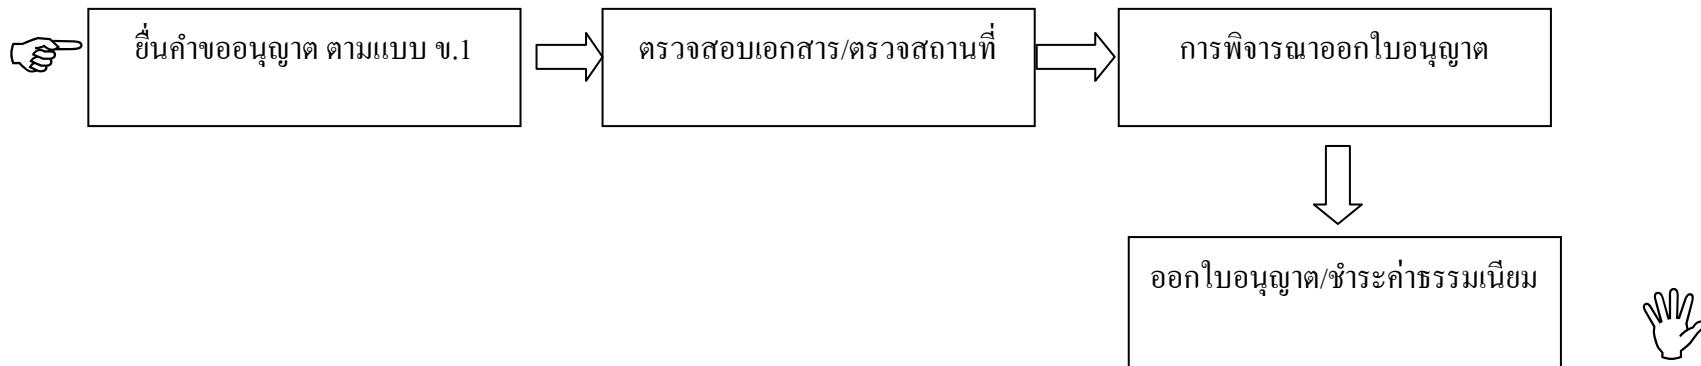 ยื่นคำขออนุญาต ตามแบบ ข.1
ตรวจสอบเอกสาร/ตรวจสถานที่
การพิจารณาออกใบอนุญาต
ออกใบอนุญาต/ชำระค่าธรรมเนียม